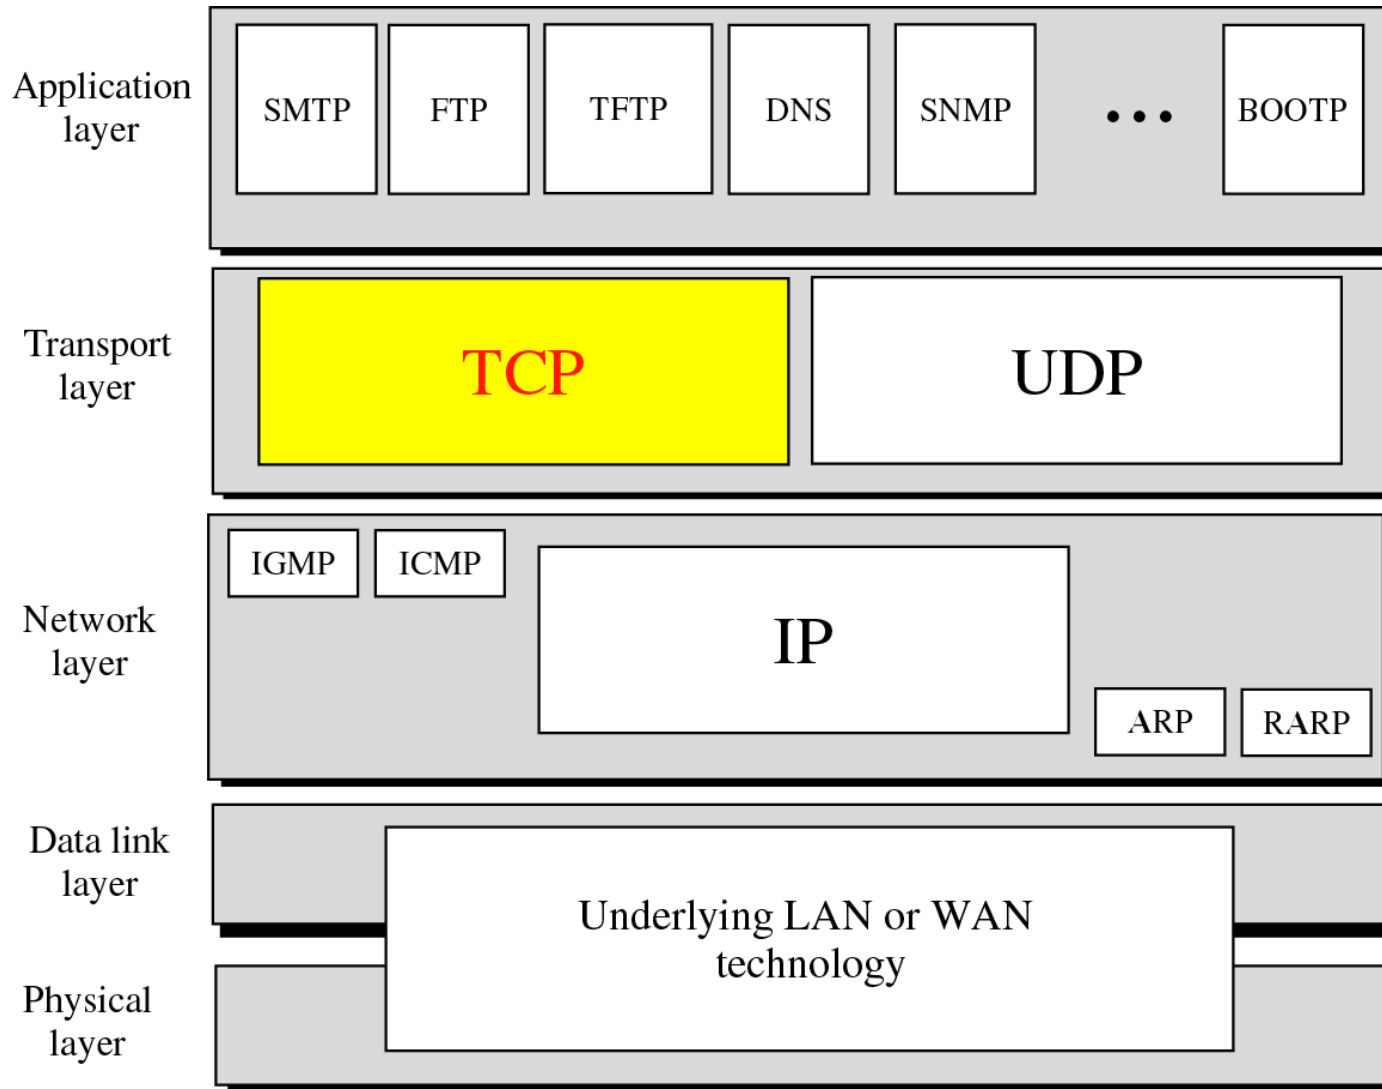 Application
layer
SMTP
FTP
TFTP
DNS
SNMP
...
BOOTP
Transport
layer
TCP
UDP
Network
layer
IGMP
ICMP
IP
ARP
RARP
Data link
layer
Underlying LAN or WAN
technology
Physical
layer